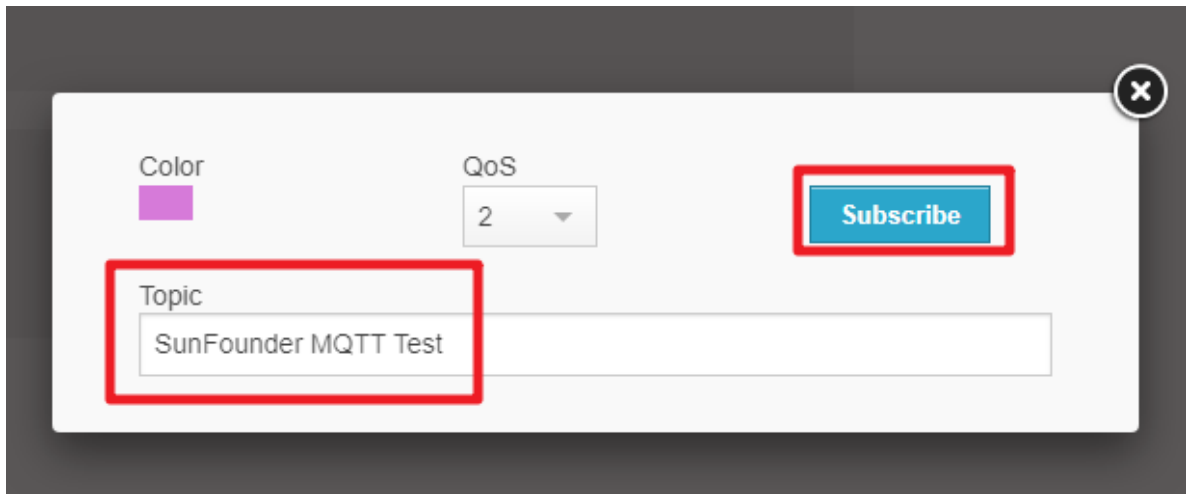 Color
QoS
2
Subscribe
Topic
SunFounder MQTT Test